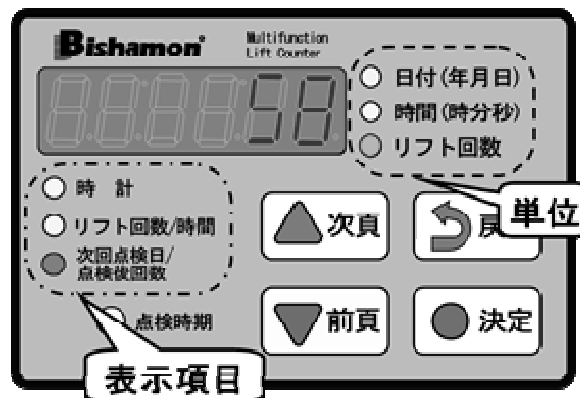 Bishamon
Multifunction
Lift Counter
58
日付(年月日)
時間(時分秒)
リフト回数
単位
時 計
リフト回数/時間
次回点検日/
点検後回数
点検時期
次頁
戻
前頁
決定
表示項目